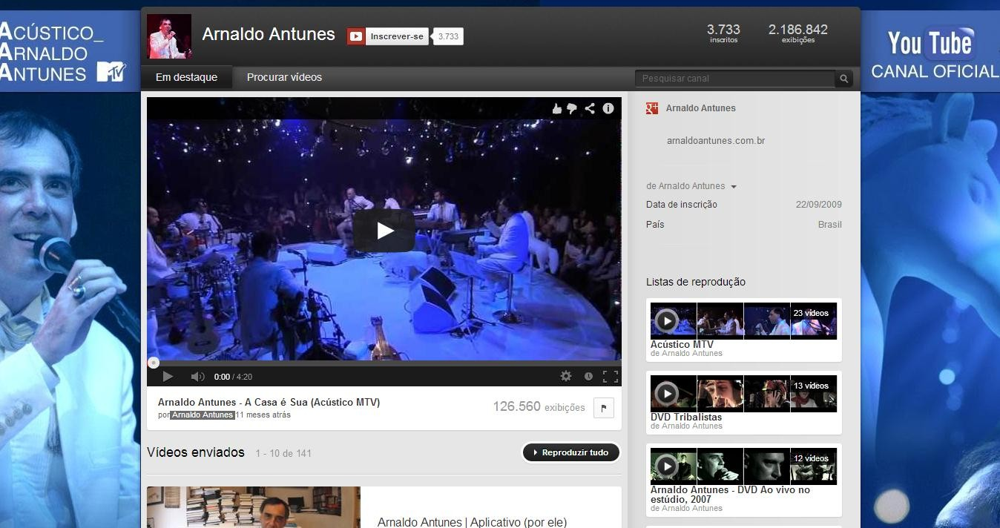 ACÚSTICO_
ARNALDO
ANTUNES MTV
Arnaldo Antunes
Inscrever-se 3.733
3.733
inscritos
2.186.842
exibições
You Tube
CANAL OFICIAL
Em destaque Procurar vídeos
Pesquisar canal
0:00 / 4:20
Arnaldo Antunes - A Casa é Sua (Acústico MTV)
por Arnaldo Antunes 11 meses atrás
126.560 exibições
Vídeos enviados 1 - 10 de 141
Reproduzir tudo
Arnaldo Antunes | Aplicativo (por ele)
g+ Arnaldo Antunes
arnaldoantunes.com.br
de Arnaldo Antunes
Data de inscrição 22/09/2009
País Brasil
Listas de reprodução
23 vídeos
Acústico MTV
de Arnaldo Antunes
13 vídeos
DVD Tribalistas
de Arnaldo Antunes
12 vídeos
Arnaldo Antunes - DVD Ao vivo no
estúdio, 2007
de Arnaldo Antunes